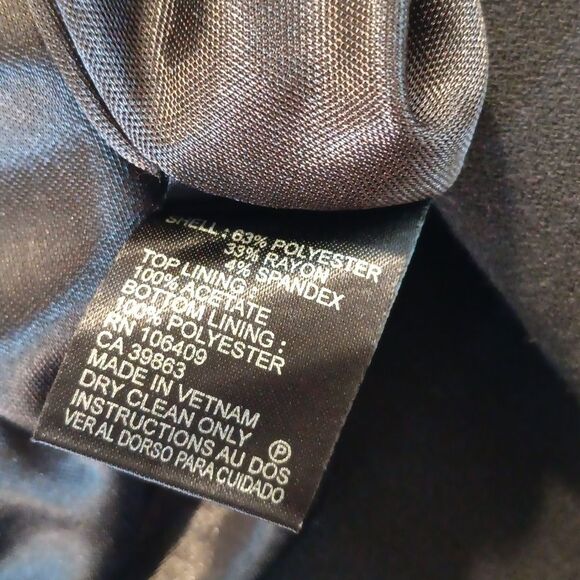 SHELL : 63% POLYESTER
33% RAYON
4% SPANDEX
TOP LINING :
100% ACETATE
BOTTOM LINING :
100% POLYESTER
RN 106409
CA 39863
MADE IN VETNAM
DRY CLEAN ONLY
INSTRUCTIONS AU DOS
VER AL DORSO PARA CUIDADO
P